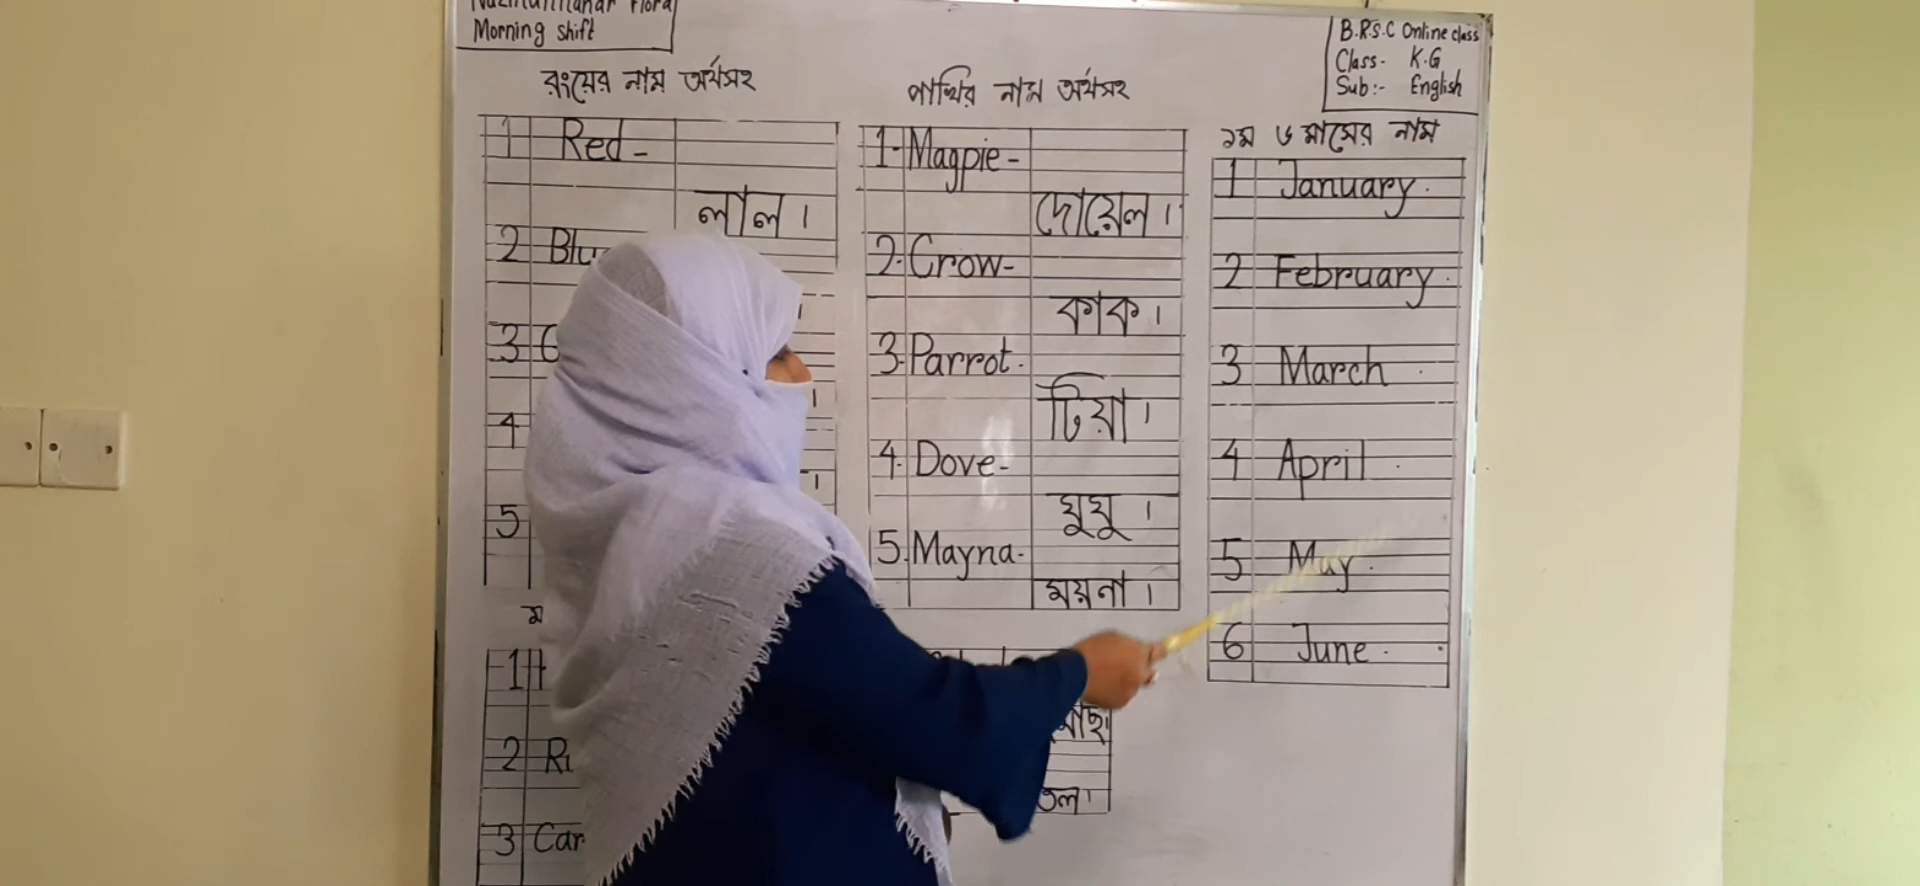 Morning shift
B.R.S.C Online class
Class- K.G
Sub:- English
রংয়ের নাম অর্থসহ
1 Red -
লাল।
2 Blu
3
4
5
পাখির নাম অর্থসহ
1- Magpie -
দোয়েল।
2. Crow-
কাক।
3. Parrot-
টিয়া।
4. Dove-
ঘুঘু।
5. Mayna-
ময়না।
১ম ৬ মাসের নাম
1 January.
2 February.
3 March.
4 April.
5 May.
6 June.
1
2
3 Car